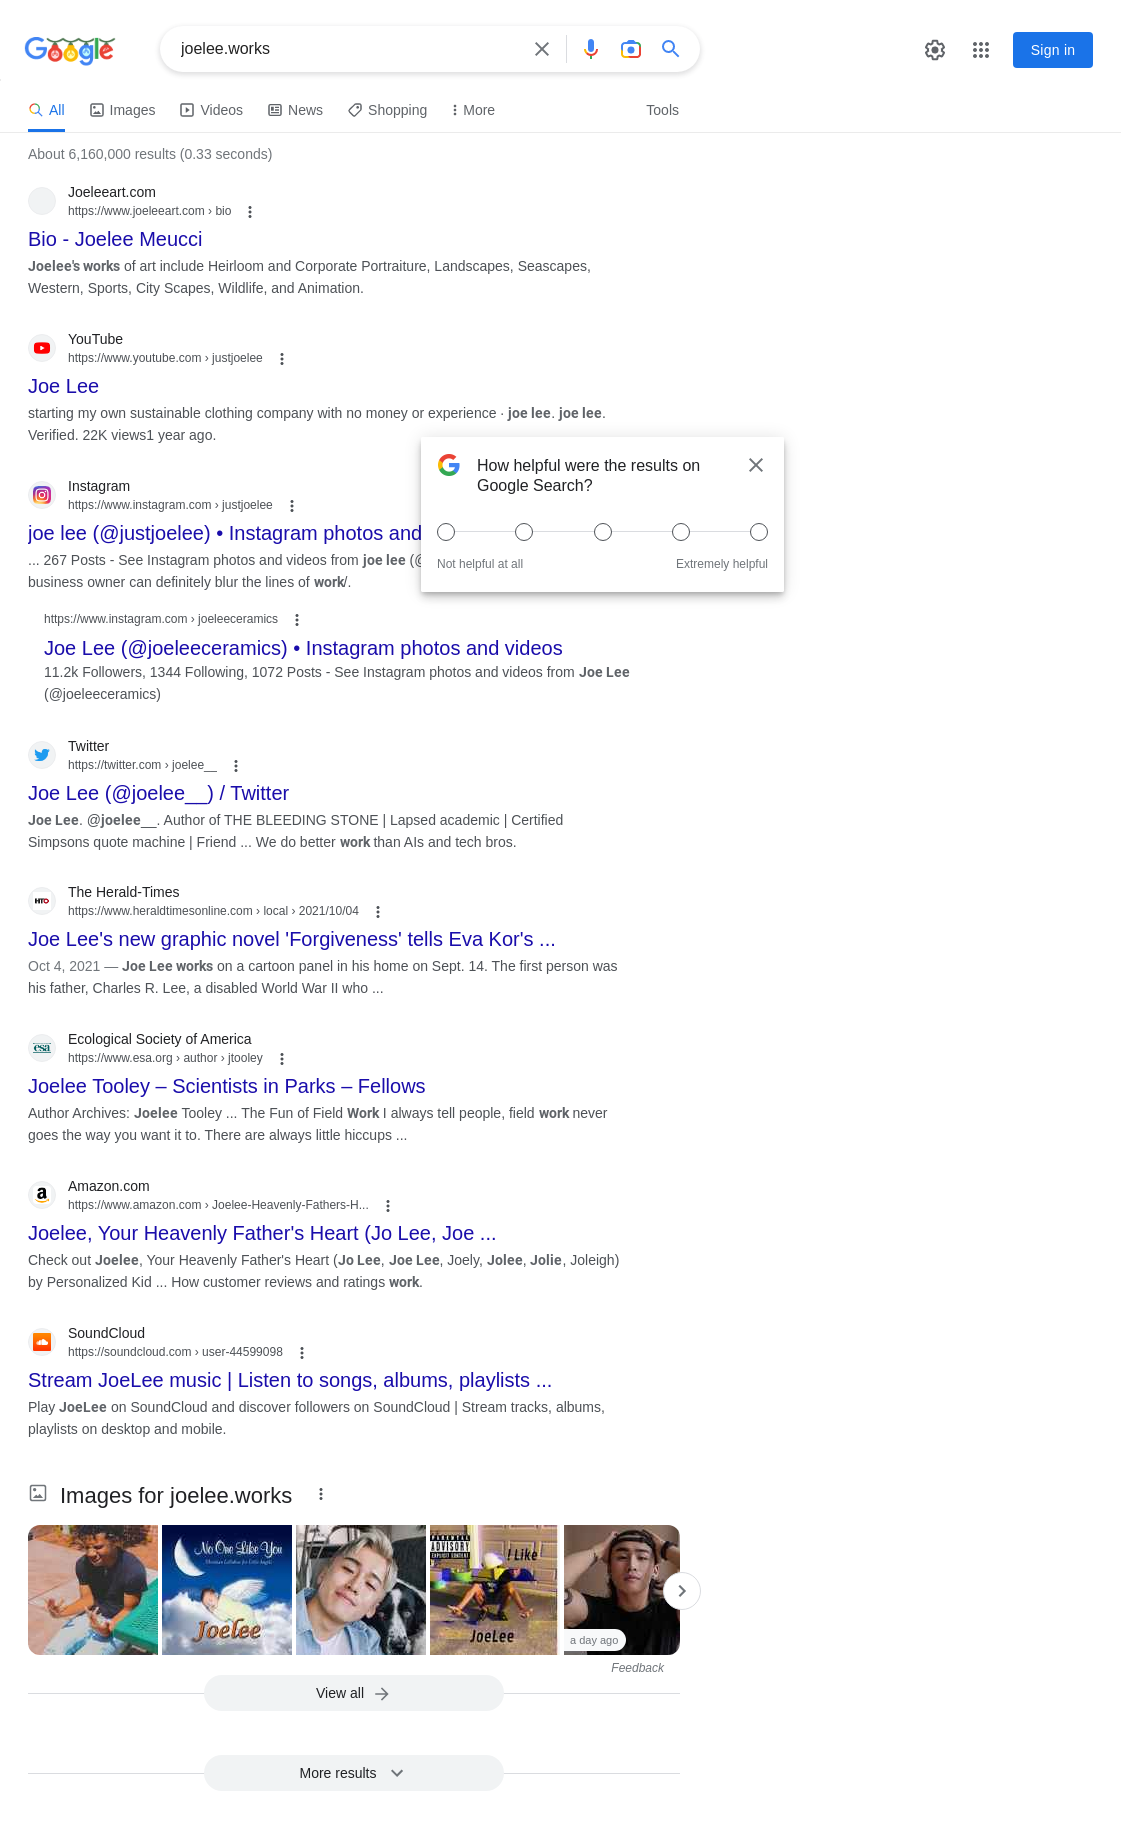 Google
joelee.works
Sign in
All
Images
Videos
News
Shopping
More
Tools
About 6,160,000 results (0.33 seconds)
Joeleeart.com
https://www.joeleeart.com › bio
Bio - Joelee Meucci
Joelee's works of art include Heirloom and Corporate Portraiture, Landscapes, Seascapes,
Western, Sports, City Scapes, Wildlife, and Animation.
YouTube
https://www.youtube.com › justjoelee
Joe Lee
starting my own sustainable clothing company with no money or experience · joe lee. joe lee.
Verified. 22K views1 year ago.
How helpful were the results on
Google Search?
Not helpful at all
Extremely helpful
Instagram
https://www.instagram.com › justjoelee
joe lee (@justjoelee) • Instagram photos and
... 267 Posts - See Instagram photos and videos from joe lee (@
business owner can definitely blur the lines of work/.
https://www.instagram.com › joeleeceramics
Joe Lee (@joeleeceramics) • Instagram photos and videos
11.2k Followers, 1344 Following, 1072 Posts - See Instagram photos and videos from Joe Lee
(@joeleeceramics)
Twitter
https://twitter.com › joelee__
Joe Lee (@joelee__) / Twitter
Joe Lee. @joelee__. Author of THE BLEEDING STONE | Lapsed academic | Certified
Simpsons quote machine | Friend ... We do better work than AIs and tech bros.
HTO
The Herald-Times
https://www.heraldtimesonline.com › local › 2021/10/04
Joe Lee's new graphic novel 'Forgiveness' tells Eva Kor's ...
Oct 4, 2021 — Joe Lee works on a cartoon panel in his home on Sept. 14. The first person was
his father, Charles R. Lee, a disabled World War II who ...
esa
Ecological Society of America
https://www.esa.org › author › jtooley
Joelee Tooley – Scientists in Parks – Fellows
Author Archives: Joelee Tooley ... The Fun of Field Work I always tell people, field work never
goes the way you want it to. There are always little hiccups ...
Amazon.com
https://www.amazon.com › Joelee-Heavenly-Fathers-H...
Joelee, Your Heavenly Father's Heart (Jo Lee, Joe ...
Check out Joelee, Your Heavenly Father's Heart (Jo Lee, Joe Lee, Joely, Jolee, Jolie, Joleigh)
by Personalized Kid ... How customer reviews and ratings work.
SoundCloud
https://soundcloud.com › user-44599098
Stream JoeLee music | Listen to songs, albums, playlists ...
Play JoeLee on SoundCloud and discover followers on SoundCloud | Stream tracks, albums,
playlists on desktop and mobile.
Images for joelee.works
No One Like You
Joelee
PARENTAL
ADVISORY
EXPLICIT CONTENT
I Like
JoeLee
a day ago
Feedback
View all
More results